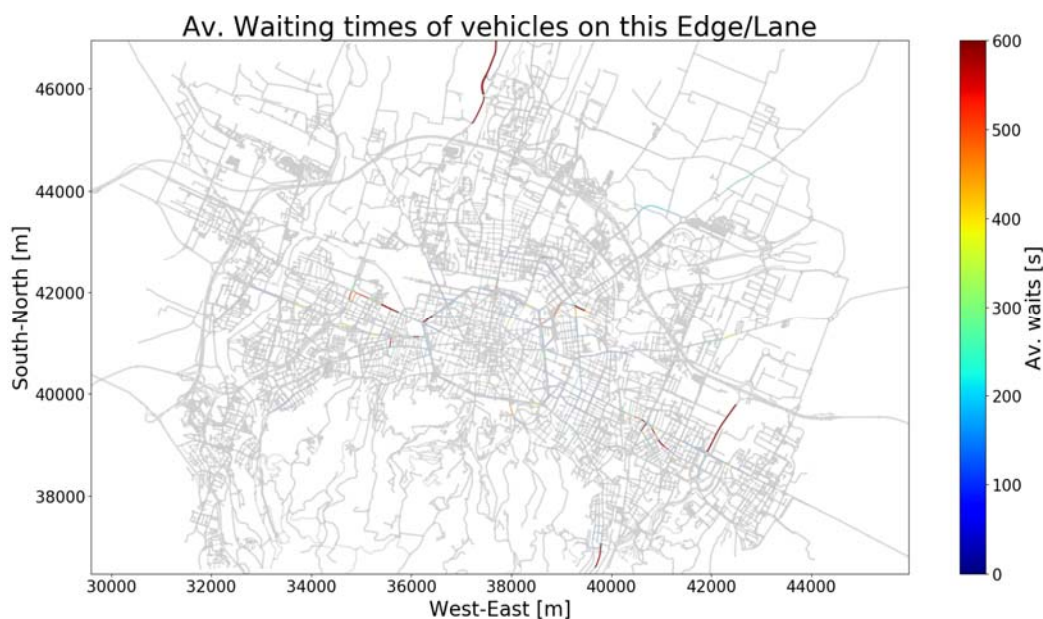 Av. Waiting times of vehicles on this Edge/Lane
South-North [m]
46000
44000
42000
40000
38000
30000 32000 34000 36000 38000 40000 42000 44000
West-East [m]
600
500
400
300
200
100
0
Av. waits [s]